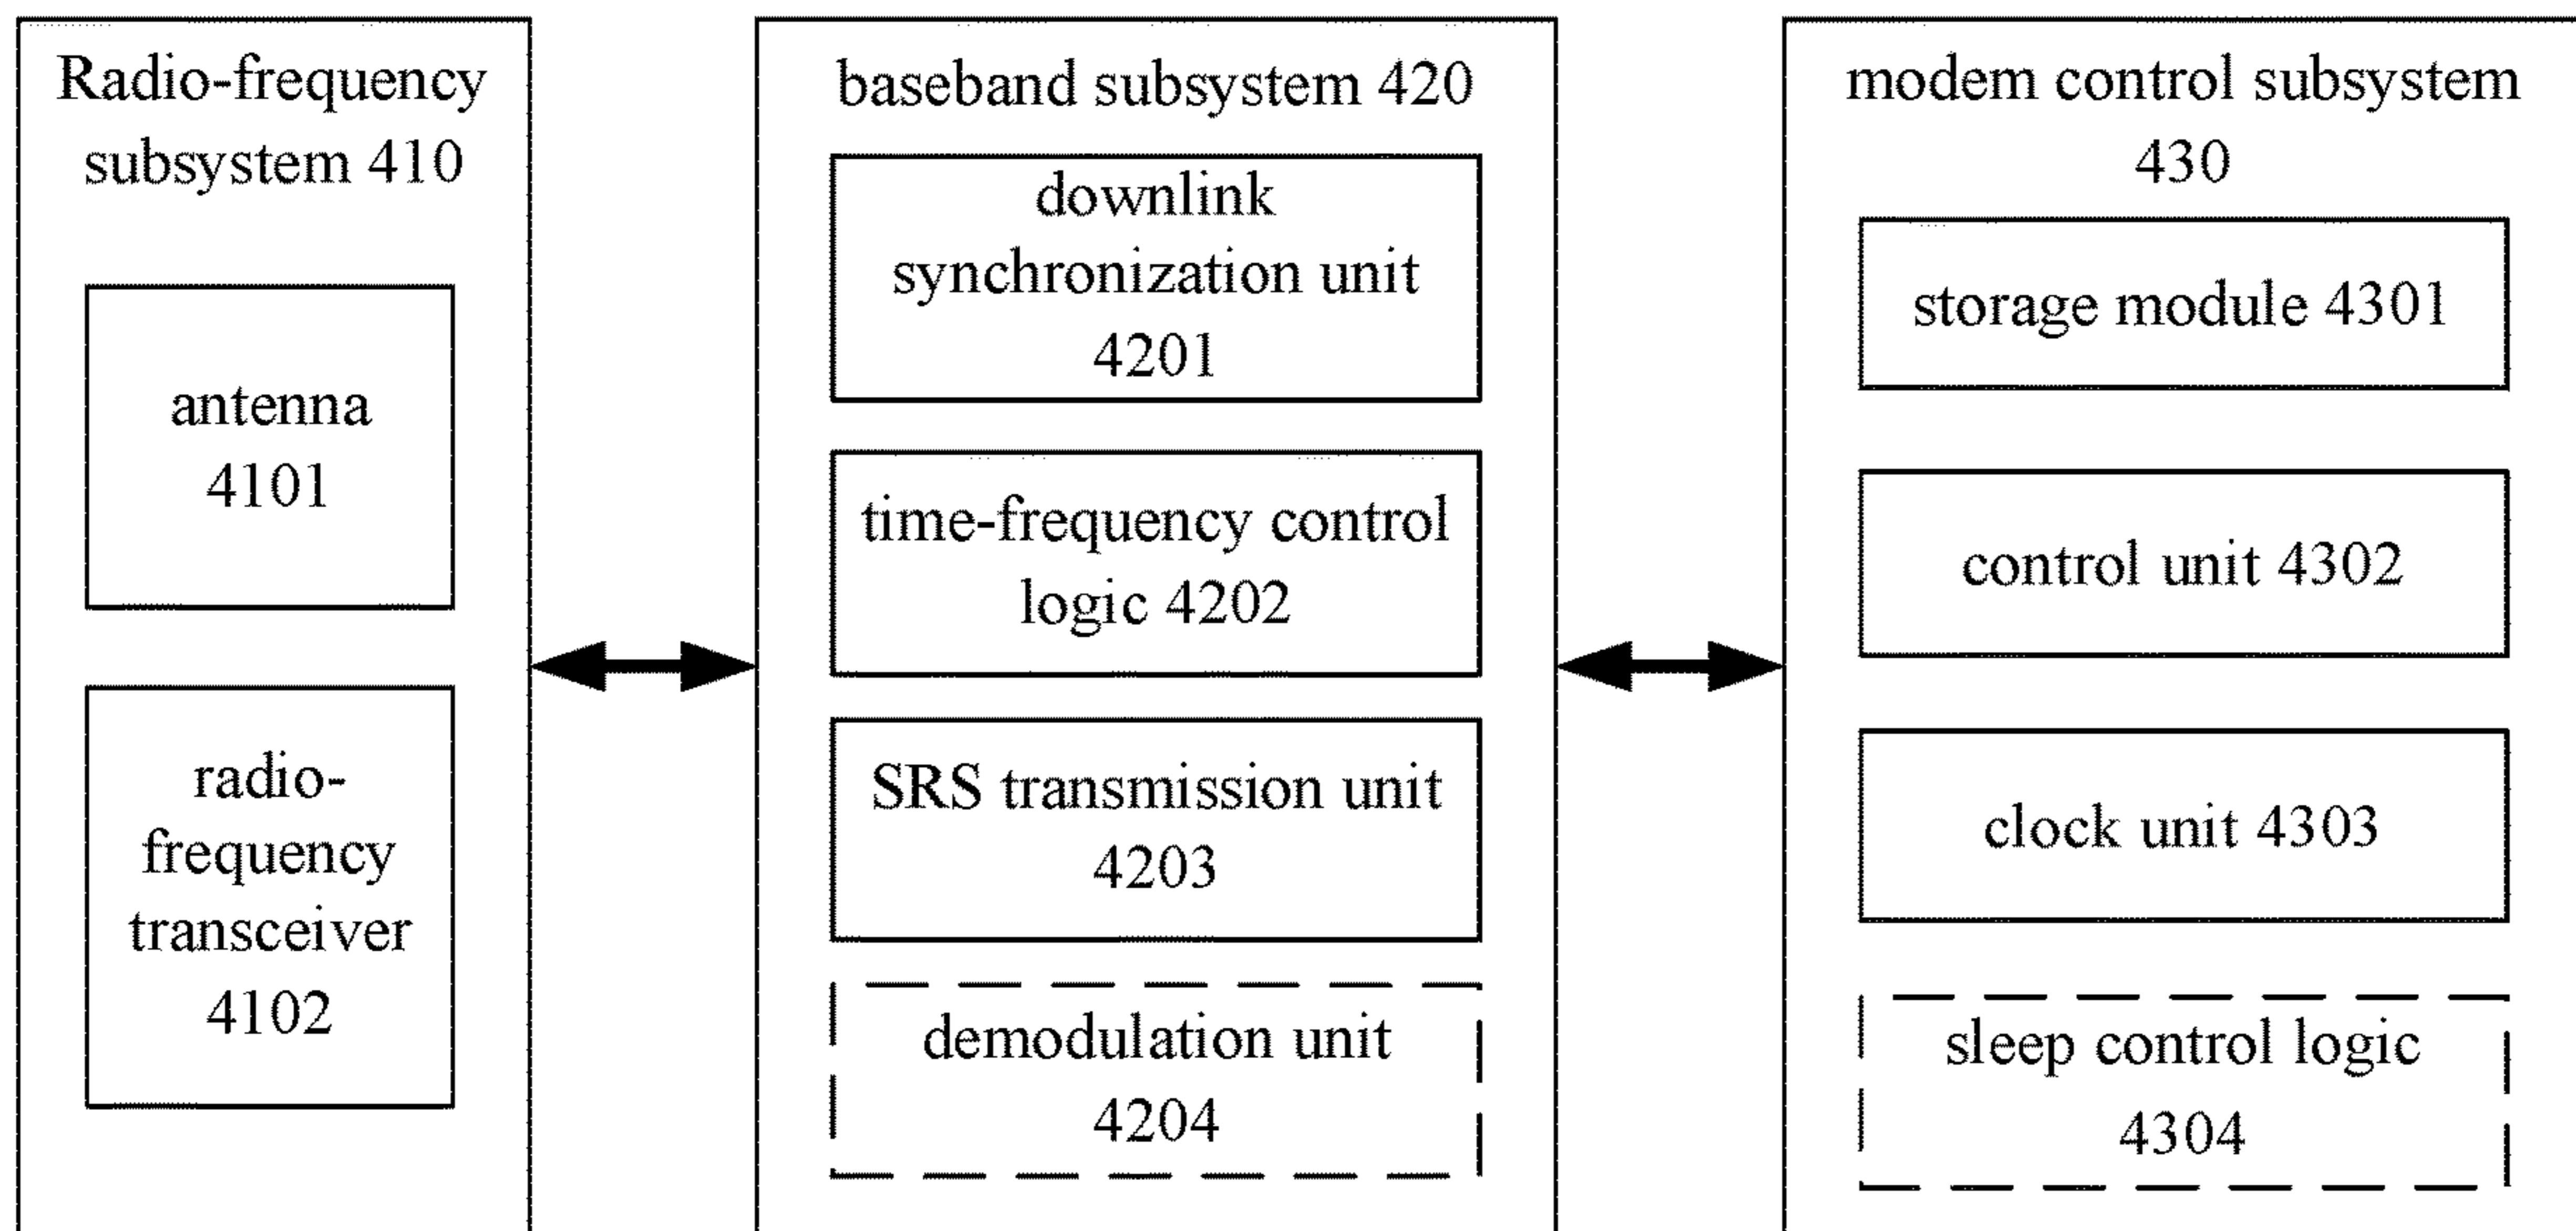 Radio-frequency
subsystem 410
antenna
4101
radio-
frequency
transceiver
4102
baseband subsystem 420
downlink
synchronization unit
4201
time-frequency control
logic 4202
SRS transmission unit
4203
demodulation unit
4204
modem control subsystem
430
storage module 4301
control unit 4302
clock unit 4303
sleep control logic
4304